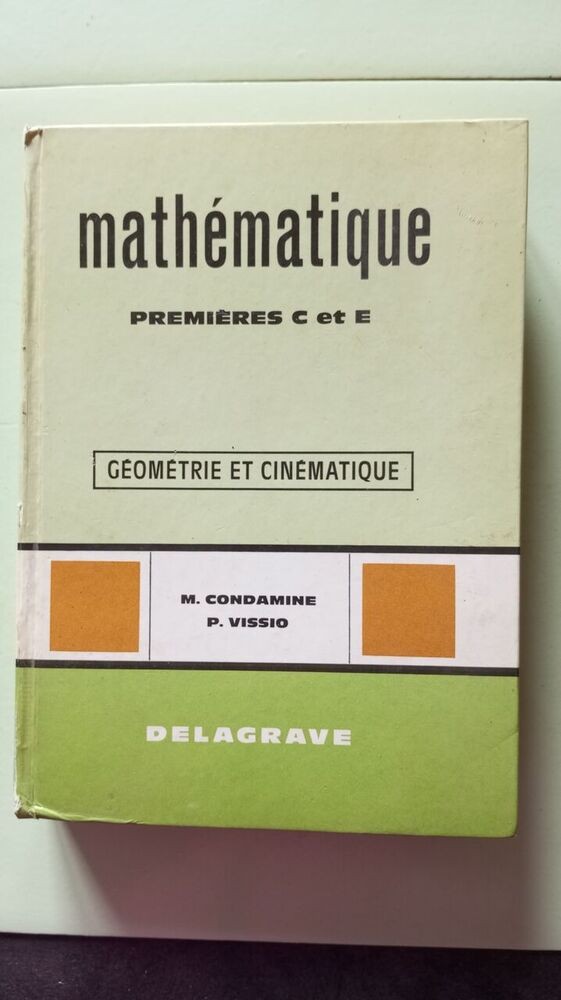 mathématique
PREMIÈRES C et E
GÉOMÉTRIE ET CINÉMATIQUE
M. CONDAMINE
P. VISSIO
DELAGRAVE